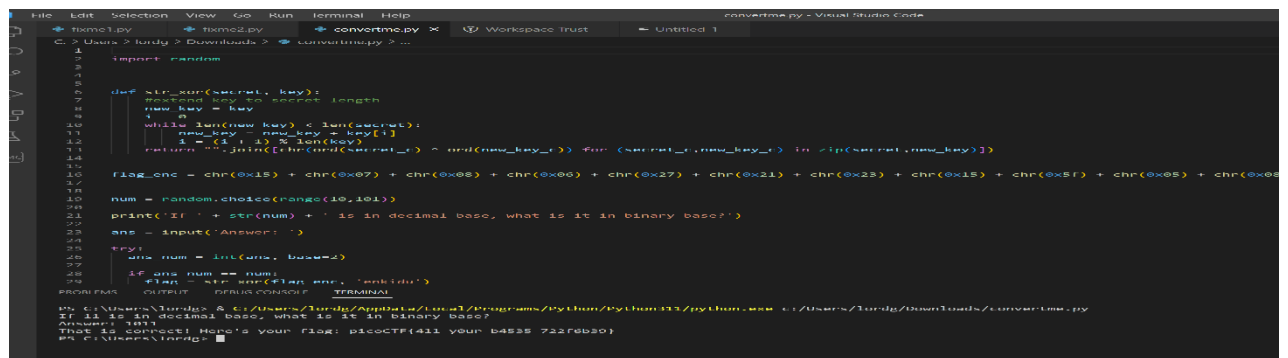 File Edit Selection View Go Run Terminal Help convertme.py - Visual Studio Code
fixme1.py fixme2.py convertme.py × Workspace Trust Untitled-1
C: > Users > lordg > Downloads > convertme.py > ...
1
2 import random
3
4
5
6 def str_xor(secret, key):
7 #extend key to secret length
8 new_key = key
9 i = 0
10 while len(new_key) < len(secret):
11 new_key = new_key + key[i]
12 i = (i + 1) % len(key)
13 return "".join([chr(ord(secret_c) ^ ord(new_key_c)) for (secret_c,new_key_c) in zip(secret,new_key)])
14
15
16 flag_enc = chr(0x15) + chr(0x07) + chr(0x08) + chr(0x06) + chr(0x27) + chr(0x21) + chr(0x23) + chr(0x15) + chr(0x5f) + chr(0x05) + chr(0x08
17
18
19 num = random.choice(range(10,101))
20
21 print('If ' + str(num) + ' is in decimal base, what is it in binary base?')
22
23 ans = input('Answer: ')
24
25 try:
26 ans_num = int(ans, base=2)
27
28 if ans_num == num:
29 flag = str_xor(flag_enc, 'enkidu')
PROBLEMS OUTPUT DEBUG CONSOLE TERMINAL
PS C:\Users\lordg> & C:/Users/lordg/AppData/Local/Programs/Python/Python311/python.exe c:/Users/lordg/Downloads/convertme.py
If 11 is in decimal base, what is it in binary base?
Answer: 1011
That is correct! Here's your flag: picoCTF{4ll_y0ur_b4535_722f6b30}
PS C:\Users\lordg>